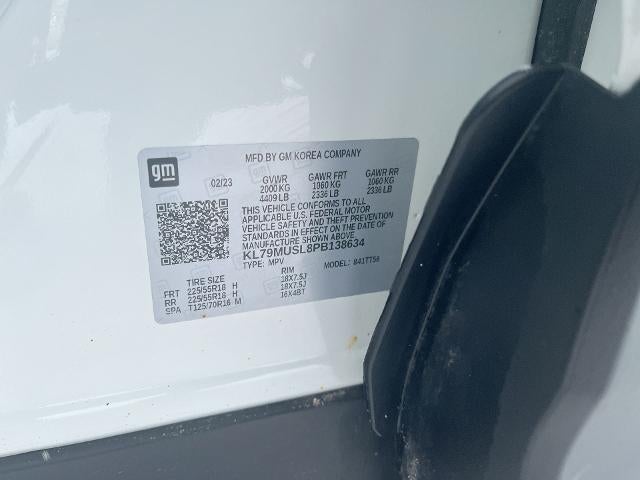 gm
MFD BY GM KOREA COMPANY
02/23 GVWR GAWR FRT GAWR RR
2000 KG 1060 KG 1060 KG
4409 LB 2336 LB 2336 LB
THIS VEHICLE CONFORMS TO ALL
APPLICABLE U.S. FEDERAL MOTOR
VEHICLE SAFETY AND THEFT PREVENTION
STANDARDS IN EFFECT ON THE DATE OF
MANUFACTURE SHOWN ABOVE.
KL79MUSL8PB138634
TYPE: MPV 841TT56
TIRE SIZE RIM
FRT 225/55R18 H 18X7.5J
RR 225/55R18 H 18X7.5J
SPA T125/70R16 M 16X4BT